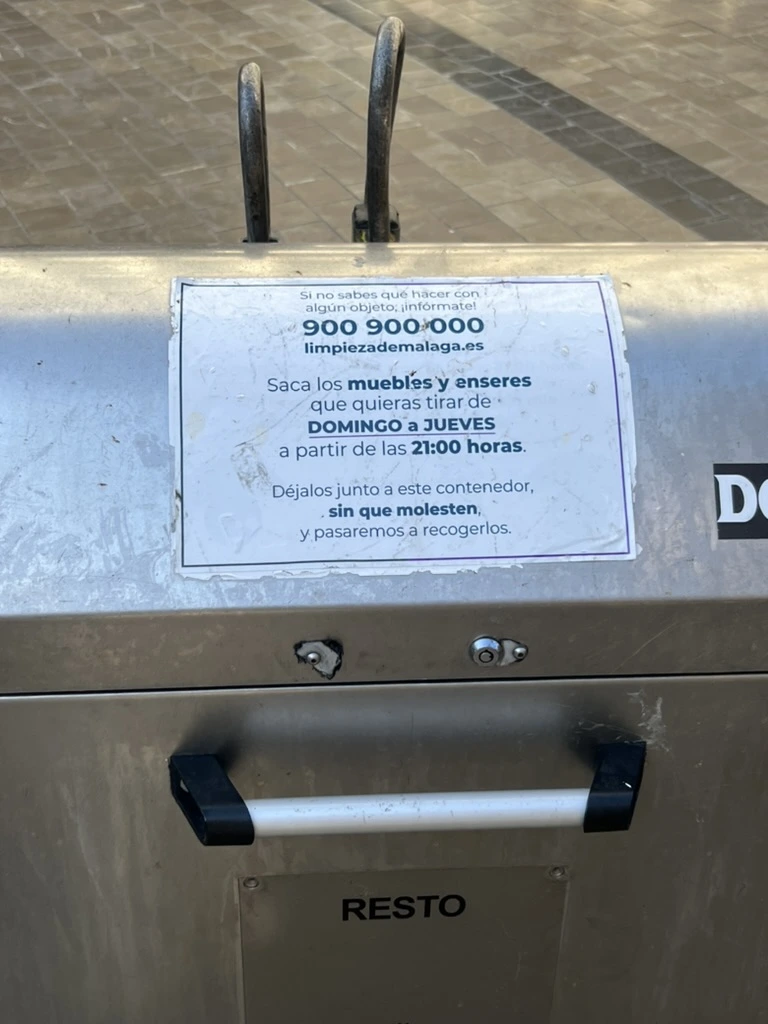 Si no sabes qué hacer con
algún objeto, ¡infórmate!
900 900 000
limpiezademalaga.es
Saca los muebles y enseres
que quieras tirar de
DOMINGO a JUEVES
a partir de las 21:00 horas.
Déjalos junto a este contenedor,
sin que molesten,
y pasaremos a recogerlos.
RESTO